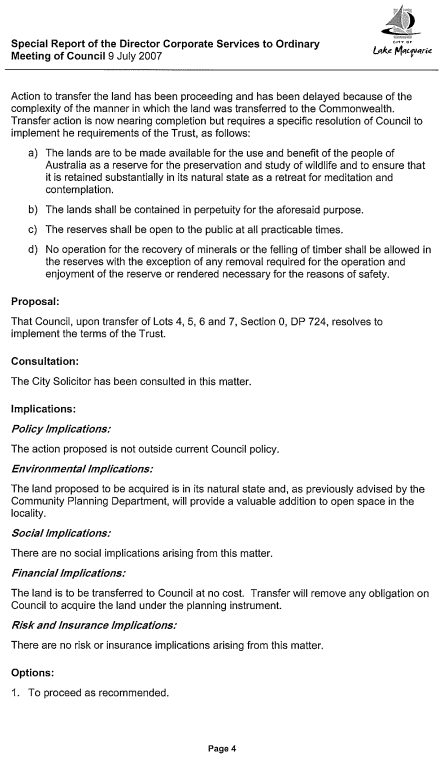 CITY OF
Lake Macquarie
Special Report of the Director Corporate Services to Ordinary
Meeting of Council 9 July 2007
Action to transfer the land has been proceeding and has been delayed because of the
complexity of the manner in which the land was transferred to the Commonwealth.
Transfer action is now nearing completion but requires a specific resolution of Council to
implement he requirements of the Trust, as follows:
a) The lands are to be made available for the use and benefit of the people of
Australia as a reserve for the preservation and study of wildlife and to ensure that
it is retained substantially in its natural state as a retreat for meditation and
contemplation.
b) The lands shall be contained in perpetuity for the aforesaid purpose.
c) The reserves shall be open to the public at all practicable times.
d) No operation for the recovery of minerals or the felling of timber shall be allowed in
the reserves with the exception of any removal required for the operation and
enjoyment of the reserve or rendered necessary for the reasons of safety.
Proposal:
That Council, upon transfer of Lots 4, 5, 6 and 7, Section 0, DP 724, resolves to
implement the terms of the Trust.
Consultation:
The City Solicitor has been consulted in this matter.
Implications:
Policy Implications:
The action proposed is not outside current Council policy.
Environmental Implications:
The land proposed to be acquired is in its natural state and, as previously advised by the
Community Planning Department, will provide a valuable addition to open space in the
locality.
Social Implications:
There are no social implications arising from this matter.
Financial Implications:
The land is to be transferred to Council at no cost. Transfer will remove any obligation on
Council to acquire the land under the planning instrument.
Risk and Insurance Implications:
There are no risk or insurance implications arising from this matter.
Options:
1. To proceed as recommended.
Page 4